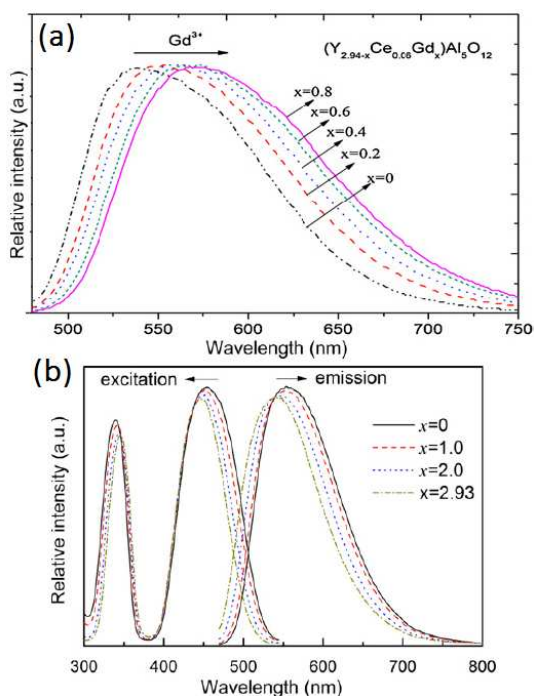 (a)
Gd³⁺
(Y₂.₉₄₋ₓCe₀.₀₆Gdₓ)Al₅O₁₂
x=0.8
x=0.6
x=0.4
x=0.2
x=0
Relative intensity (a.u.)
500 550 600 650 700 750
Wavelength (nm)
(b)
excitation
emission
x=0
x=1.0
x=2.0
x=2.93
Relative intensity (a.u.)
300 400 500 600 700 800
Wavelength (nm)